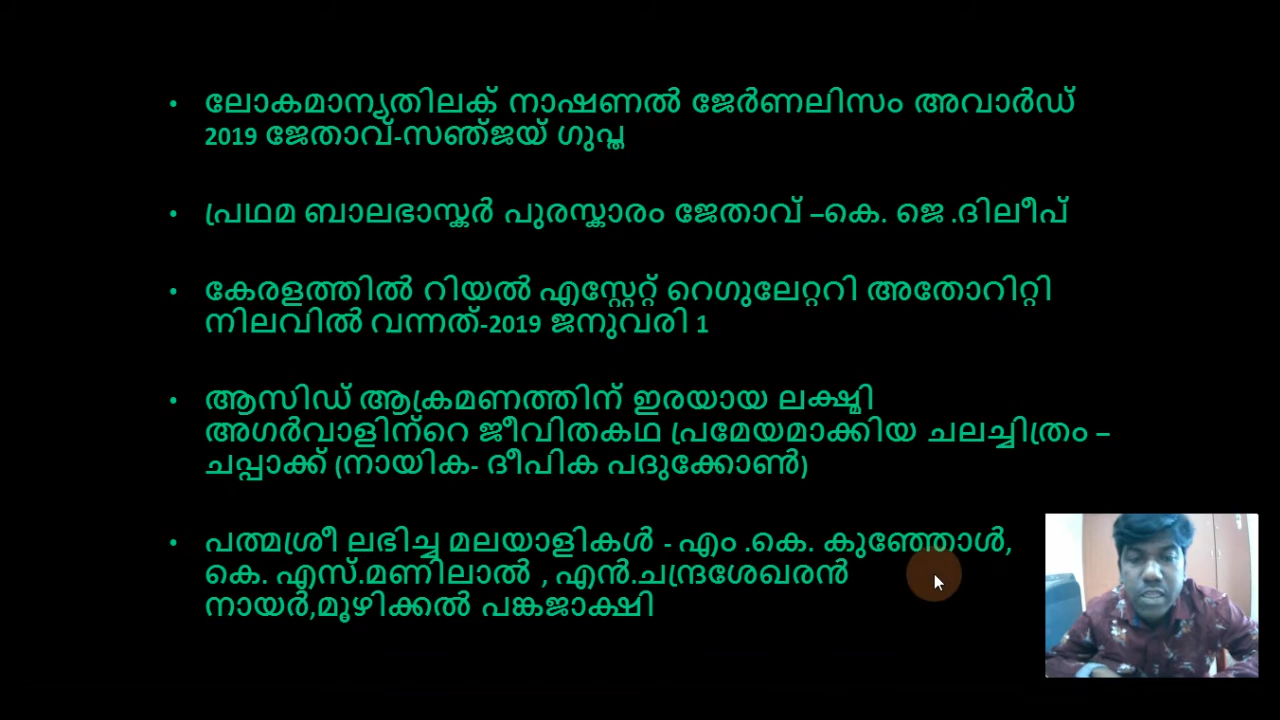 • ലോകമാന്യതിലക് നാഷണൽ ജേർണലിസം അവാർഡ്
2019 ജേതാവ്-സഞ്ജയ് ഗുപ്ത
• പ്രഥമ ബാലഭാസ്കർ പുരസ്കാരം ജേതാവ് –കെ. ജെ .ദിലീപ്
• കേരളത്തിൽ റിയൽ എസ്റ്റേറ്റ് റെഗുലേറ്ററി അതോറിറ്റി
നിലവിൽ വന്നത്-2019 ജനുവരി 1
• ആസിഡ് ആക്രമണത്തിന് ഇരയായ ലക്ഷ്മി
അഗർവാളിന്റെ ജീവിതകഥ പ്രമേയമാക്കിയ ചലച്ചിത്രം –
ചപ്പാക്ക് (നായിക- ദീപിക പദുക്കോൺ)
• പത്മശ്രീ ലഭിച്ച മലയാളികൾ - എം .കെ. കുഞ്ഞോൾ,
കെ. എസ്.മണിലാൽ , എൻ.ചന്ദ്രശേഖരൻ
നായർ,മൂഴിക്കൽ പങ്കജാക്ഷി